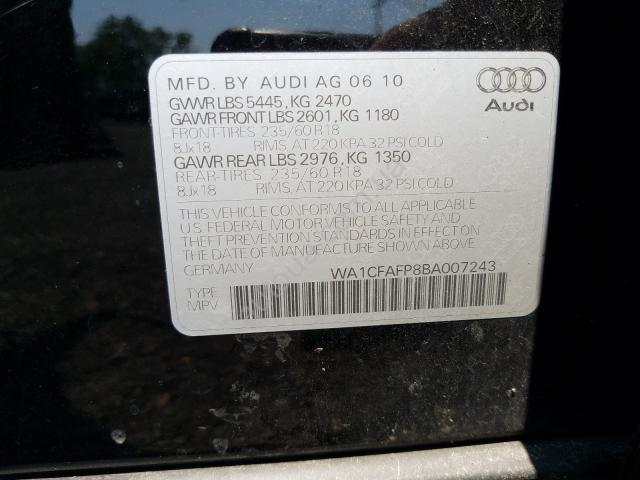 MFD. BY AUDI AG 06 10
GVWR LBS 5445, KG 2470
GAWR FRONT LBS 2601, KG 1180
FRONT-TIRES 235/60 R 18
8Jx18 RIMS, AT 220 KPA 32 PSI COLD
GAWR REAR LBS 2976, KG 1350
REAR-TIRES 235/60 R 18
8Jx18 RIMS, AT 220 KPA 32 PSI COLD
Audi
THIS VEHICLE CONFORMS TO ALL APPLICABLE
U.S. FEDERAL MOTOR VEHICLE SAFETY AND
THEFT PREVENTION STANDARDS IN EFFECT ON
THE DATE OF MANUFACTURE SHOWN ABOVE.
GERMANY
WA1CFAFP8BA007243
TYPE
MPV